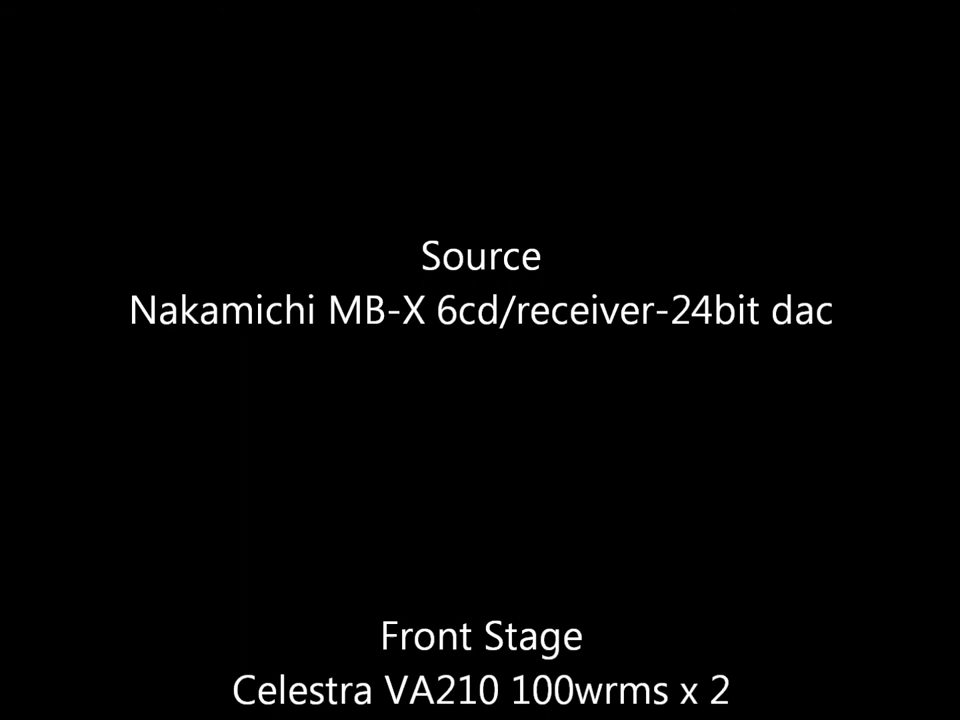 Source
Nakamichi MB-X 6cd/receiver-24bit dac
Front Stage
Celestra VA210 100wrms x 2